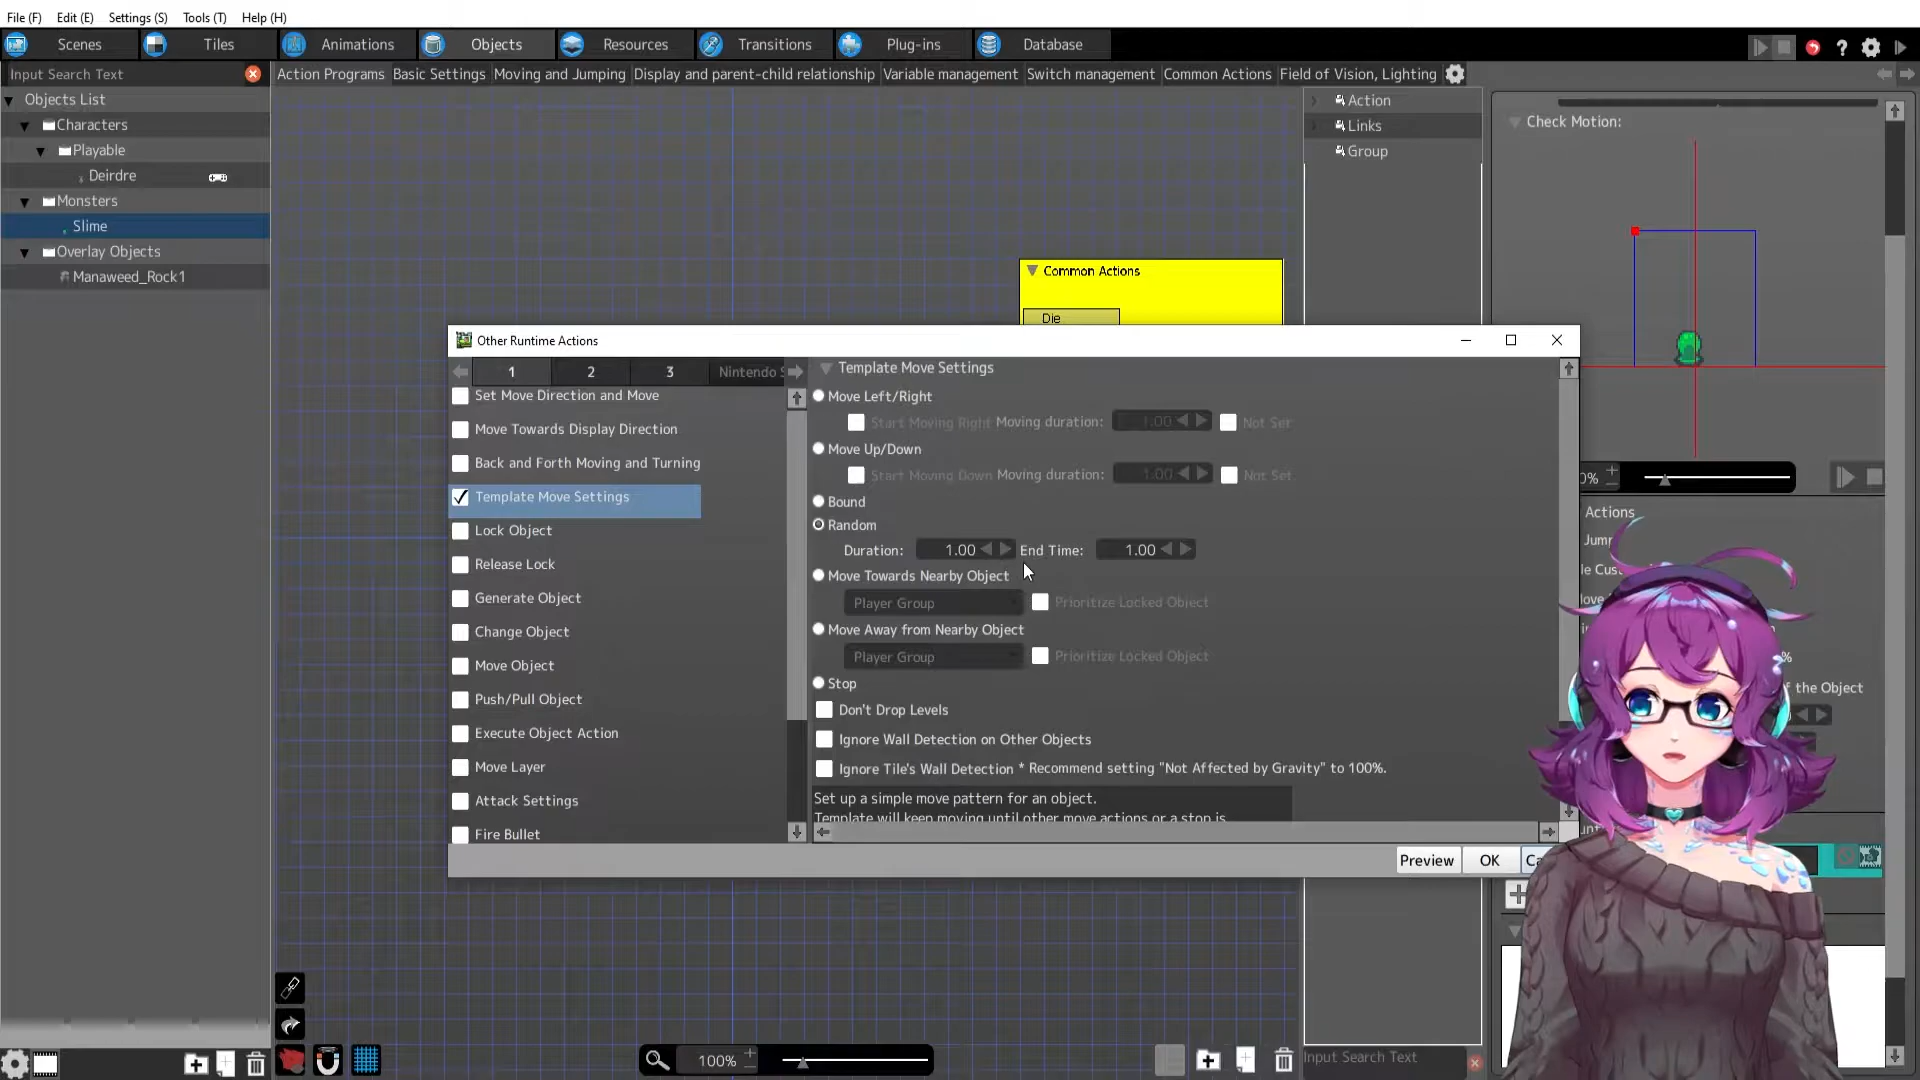 File (F) Edit (E) Settings (S) Tools (T) Help (H)
Scenes Tiles Animations Objects Resources Transitions Plug-ins Database
Input Search Text
Action Programs Basic Settings Moving and Jumping Display and parent-child relationship Variable management Switch management Common Actions Field of Vision, Lighting
Objects List
Characters
Playable
Deirdre
Monsters
Slime
Overlay Objects
Manaweed_Rock1
Action
Links
Group
Check Motion:
Common Actions
Die
Other Runtime Actions
1 2 3 Nintendo S
Set Move Direction and Move
Move Towards Display Direction
Back and Forth Moving and Turning
Template Move Settings
Lock Object
Release Lock
Generate Object
Change Object
Move Object
Push/Pull Object
Execute Object Action
Move Layer
Attack Settings
Fire Bullet
Template Move Settings
Move Left/Right
Start Moving Right Moving duration: 1.00 Not Set
Move Up/Down
Start Moving Down Moving duration: 1.00 Not Set
Bound
Random
Duration: 1.00 End Time: 1.00
Move Towards Nearby Object
Player Group Prioritize Locked Object
Move Away from Nearby Object
Player Group Prioritize Locked Object
Stop
Don't Drop Levels
Ignore Wall Detection on Other Objects
Ignore Tile's Wall Detection * Recommend setting "Not Affected by Gravity" to 100%.
Set up a simple move pattern for an object.
Template will keep moving until other move actions or a stop is
Preview OK Ca
0%
Actions
Jump
%
f the Object
100%
Input Search Text